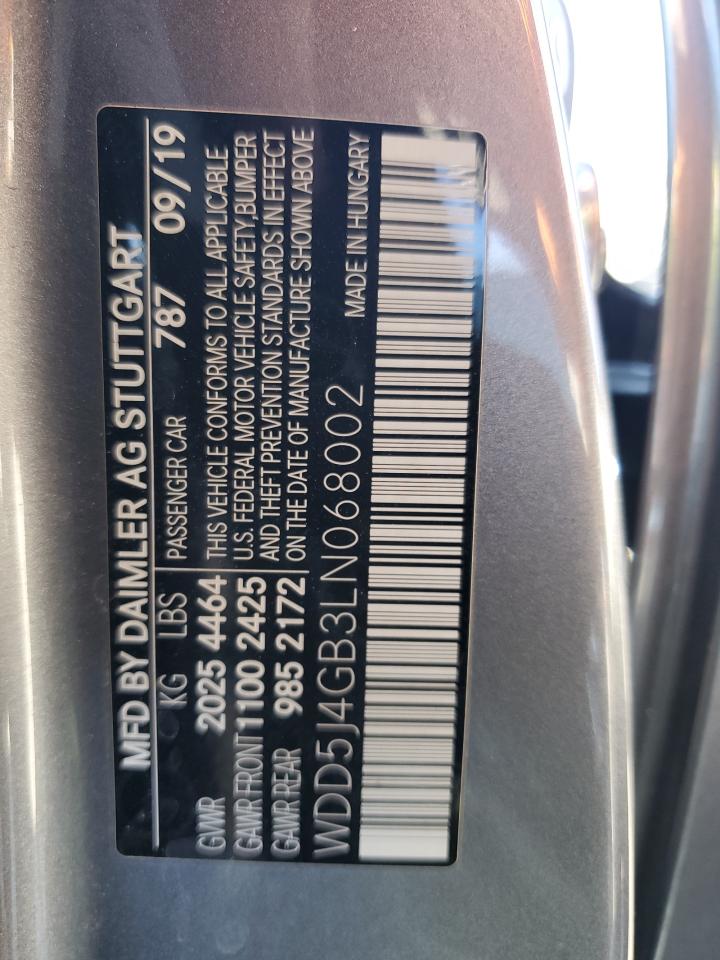 MFD BY DAIMLER AG STUTTGART
KG LBS PASSENGER CAR 787 09/19
GVWR 2025 4464 THIS VEHICLE CONFORMS TO ALL APPLICABLE
GAWR FRONT 1100 2425 U.S. FEDERAL MOTOR VEHICLE SAFETY, BUMPER
GAWR REAR 985 2172 AND THEFT PREVENTION STANDARDS IN EFFECT
ON THE DATE OF MANUFACTURE SHOWN ABOVE
WDD5J4GB3LN068002 MADE IN HUNGARY